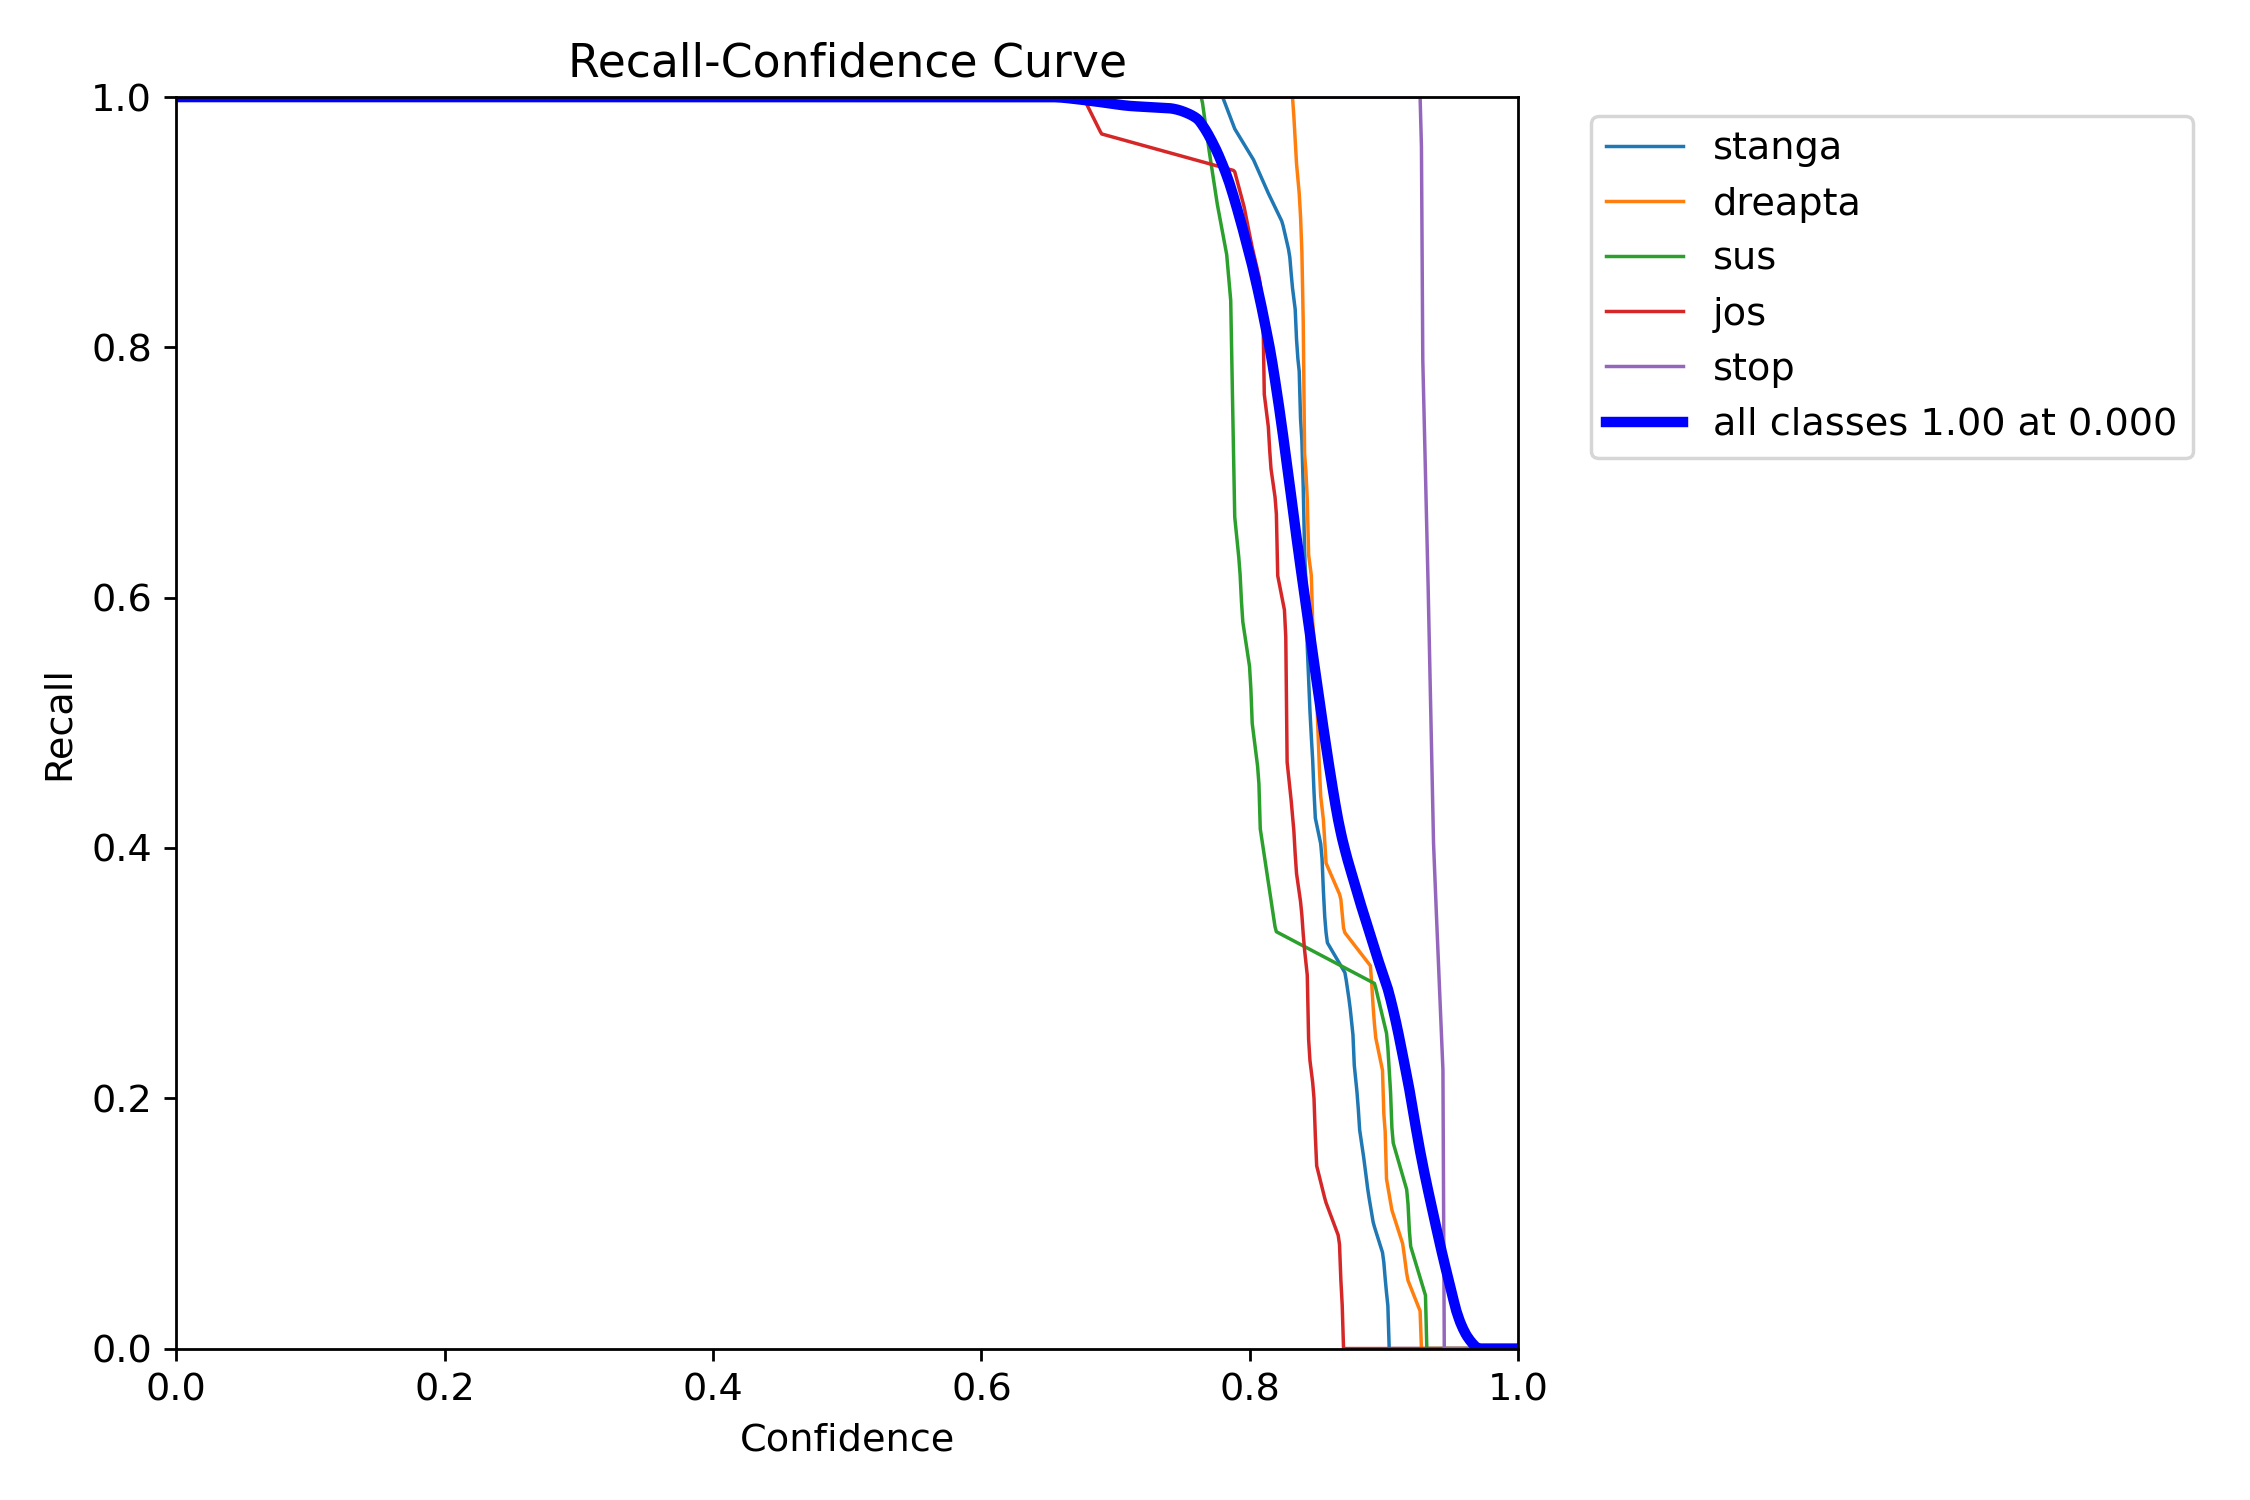 Recall-Confidence Curve
1.0
0.8
0.6
0.4
0.2
0.0
Recall
0.0 0.2 0.4 0.6 0.8 1.0
Confidence
stanga
dreapta
sus
jos
stop
all classes 1.00 at 0.000